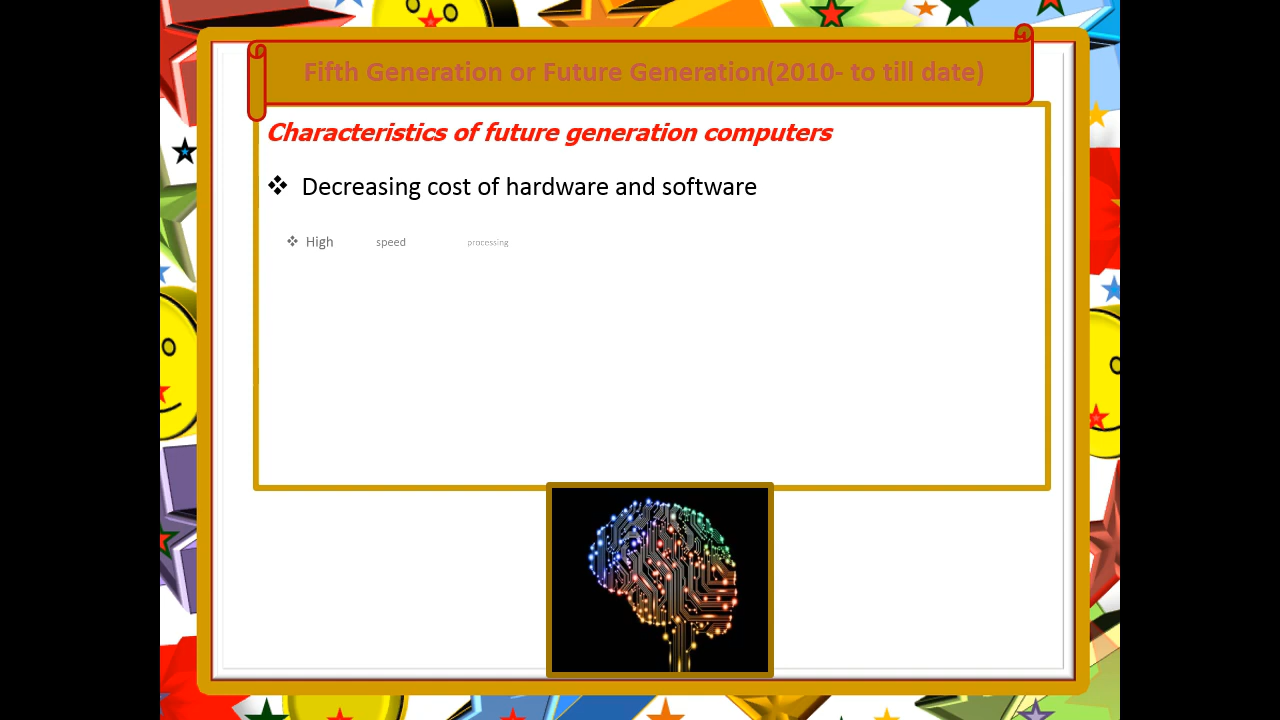 Fifth Generation or Future Generation(2010- to till date)
Characteristics of future generation computers
❖ Decreasing cost of hardware and software
❖ High speed processing